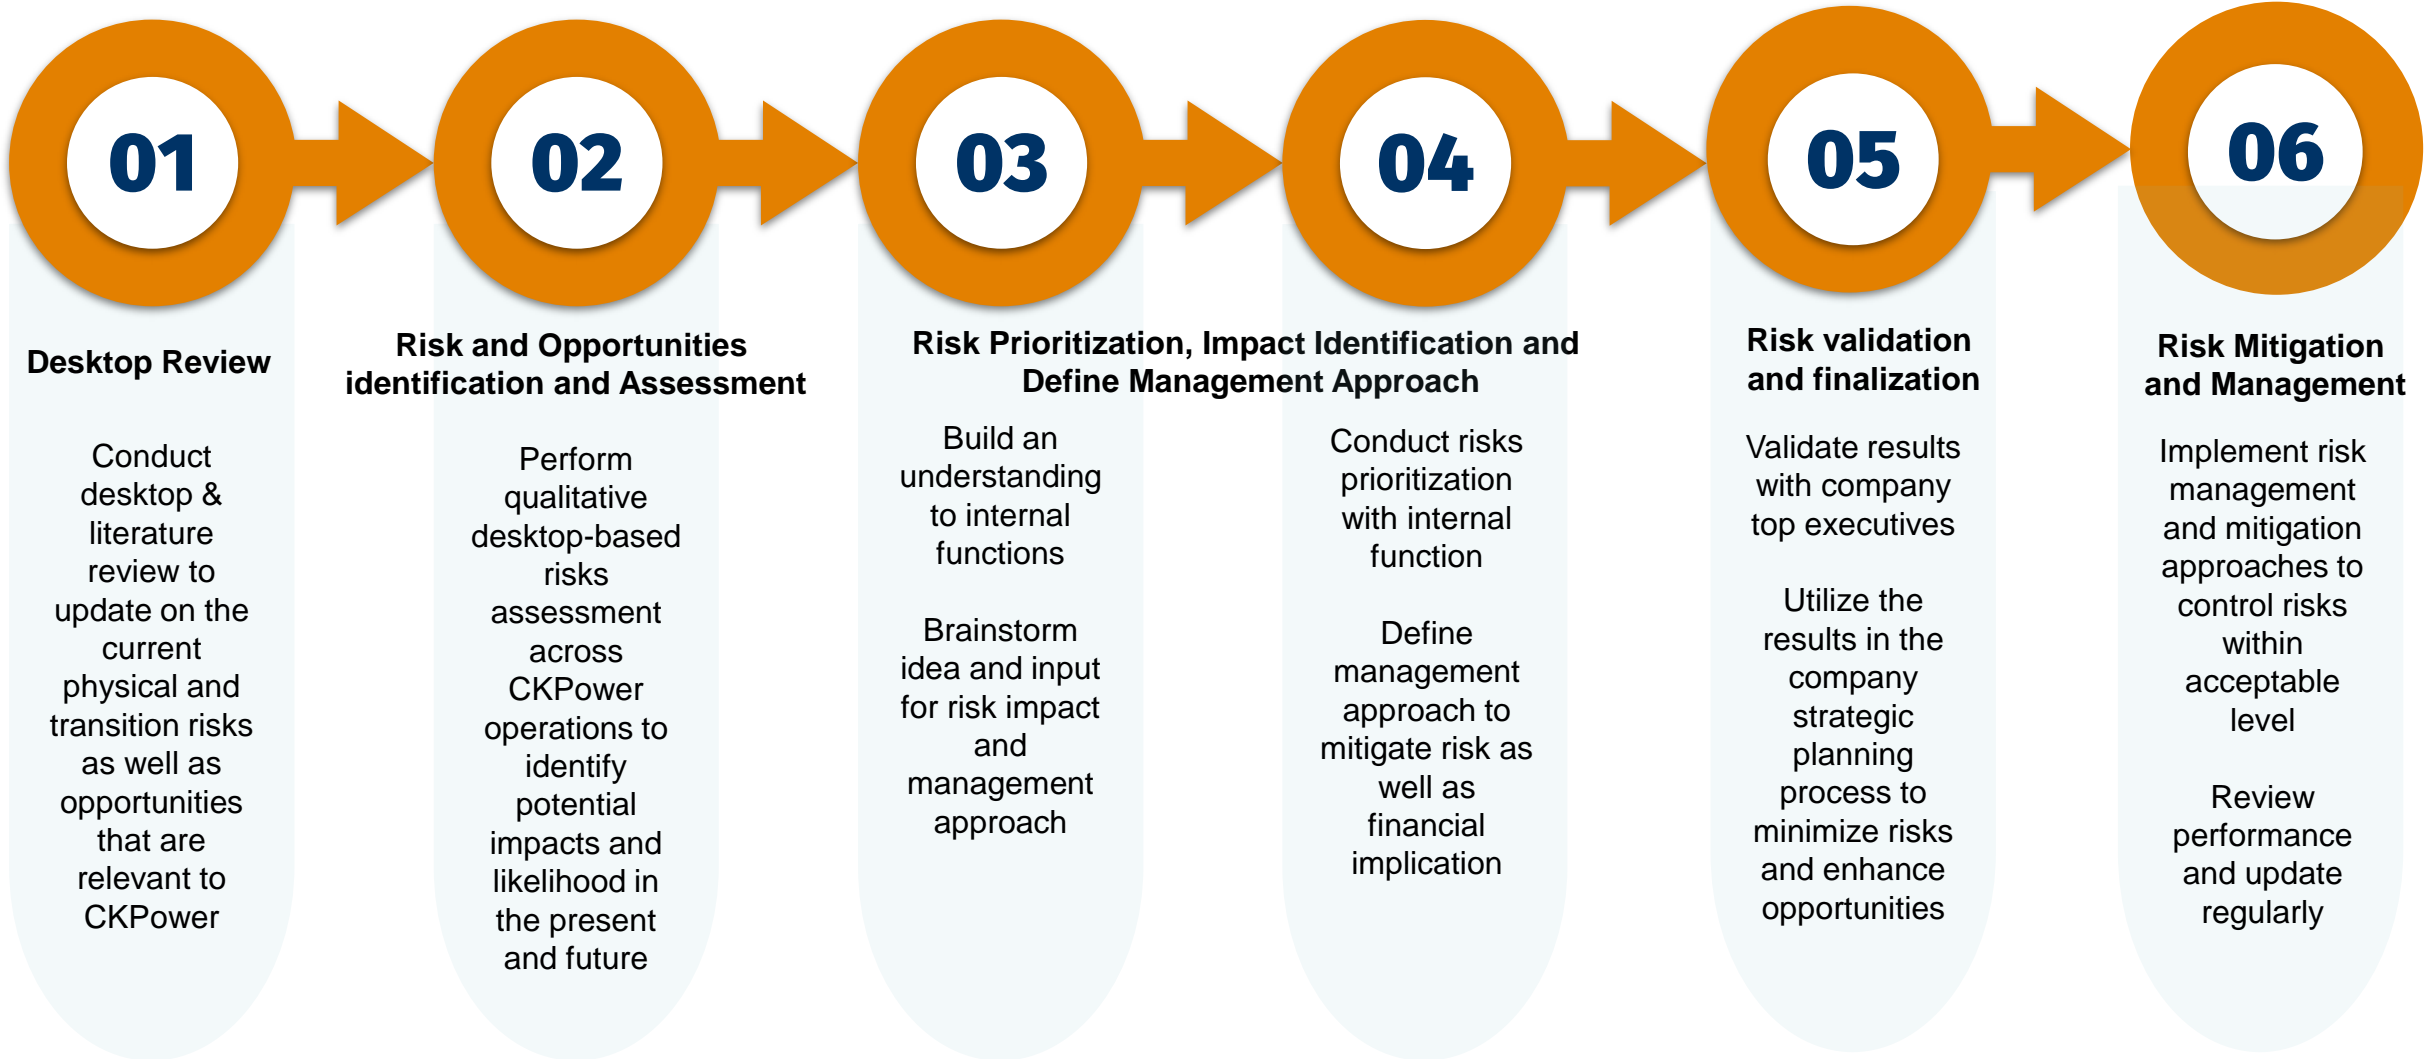 01
Desktop Review
Conduct
desktop &
literature
review to
update on the
current
physical and
transition risks
as well as
opportunities
that are
relevant to
CKPower
02
Risk and Opportunities
identification and Assessment
Perform
qualitative
desktop-based
risks
assessment
across
CKPower
operations to
identify
potential
impacts and
likelihood in
the present
and future
03
04
Risk Prioritization, Impact Identification and
Define Management Approach
Build an
understanding
to internal
functions
Brainstorm
idea and input
for risk impact
and
management
approach
Conduct risks
prioritization
with internal
function
Define
management
approach to
mitigate risk as
well as
financial
implication
05
Risk validation
and finalization
Validate results
with company
top executives
Utilize the
results in the
company
strategic
planning
process to
minimize risks
and enhance
opportunities
06
Risk Mitigation
and Management
Implement risk
management
and mitigation
approaches to
control risks
within
acceptable
level
Review
performance
and update
regularly